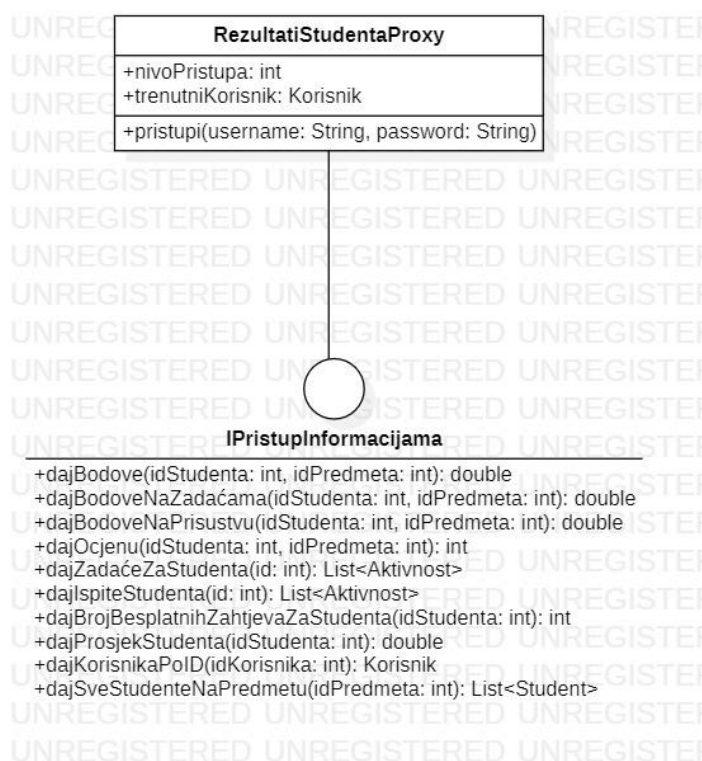 RezultatiStudentaProxy
+nivoPristupa: int
+trenutniKorisnik: Korisnik
+pristupi(username: String, password: String)
IPristupInformacijama
+dajBodove(idStudenta: int, idPredmeta: int): double
+dajBodoveNaZadaćama(idStudenta: int, idPredmeta: int): double
+dajBodoveNaPrisustvu(idStudenta: int, idPredmeta: int): double
+dajOcjenu(idStudenta: int, idPredmeta: int): int
+dajZadaćeZaStudenta(id: int): List<Aktivnost>
+dajIspiteStudenta(id: int): List<Aktivnost>
+dajBrojBesplatnihZahtjevaZaStudenta(idStudenta: int): int
+dajProsjekStudenta(idStudenta: int): double
+dajKorisnikaPoID(idKorisnika: int): Korisnik
+dajSveStudenteNaPredmetu(idPredmeta: int): List<Student>
UNREGISTERED UNREGISTERED